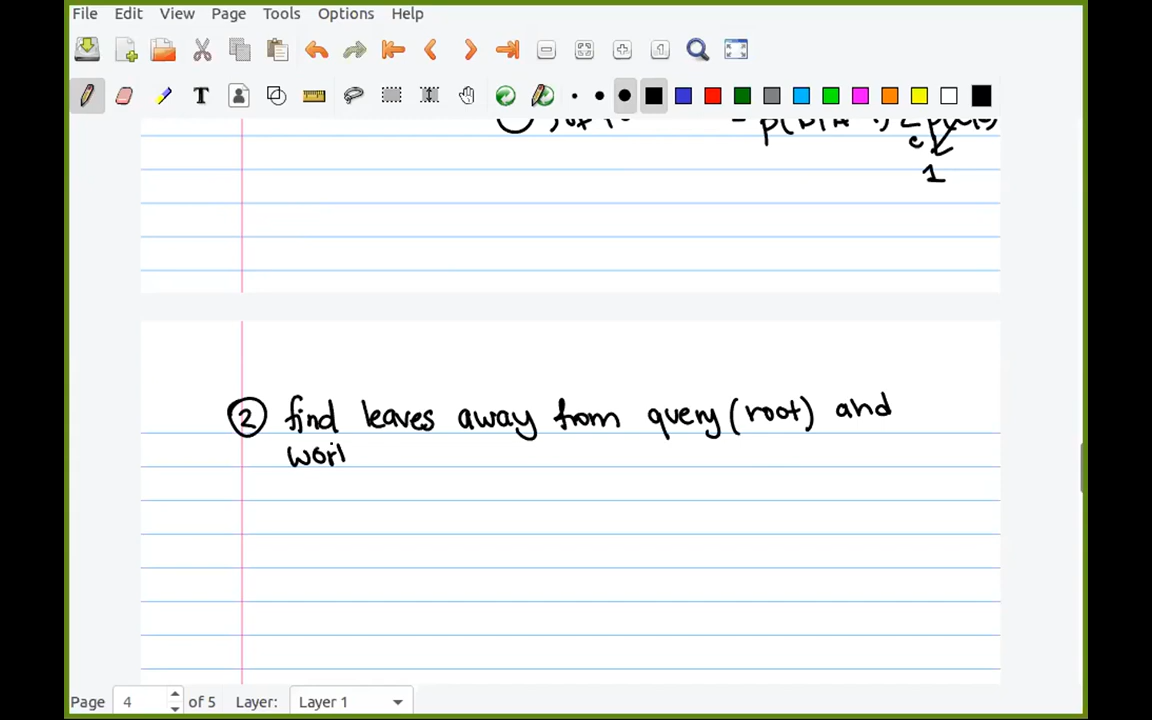 File Edit View Page Tools Options Help
T
1
② find leaves away from query (root) and
Page 4 of 5 Layer: Layer 1